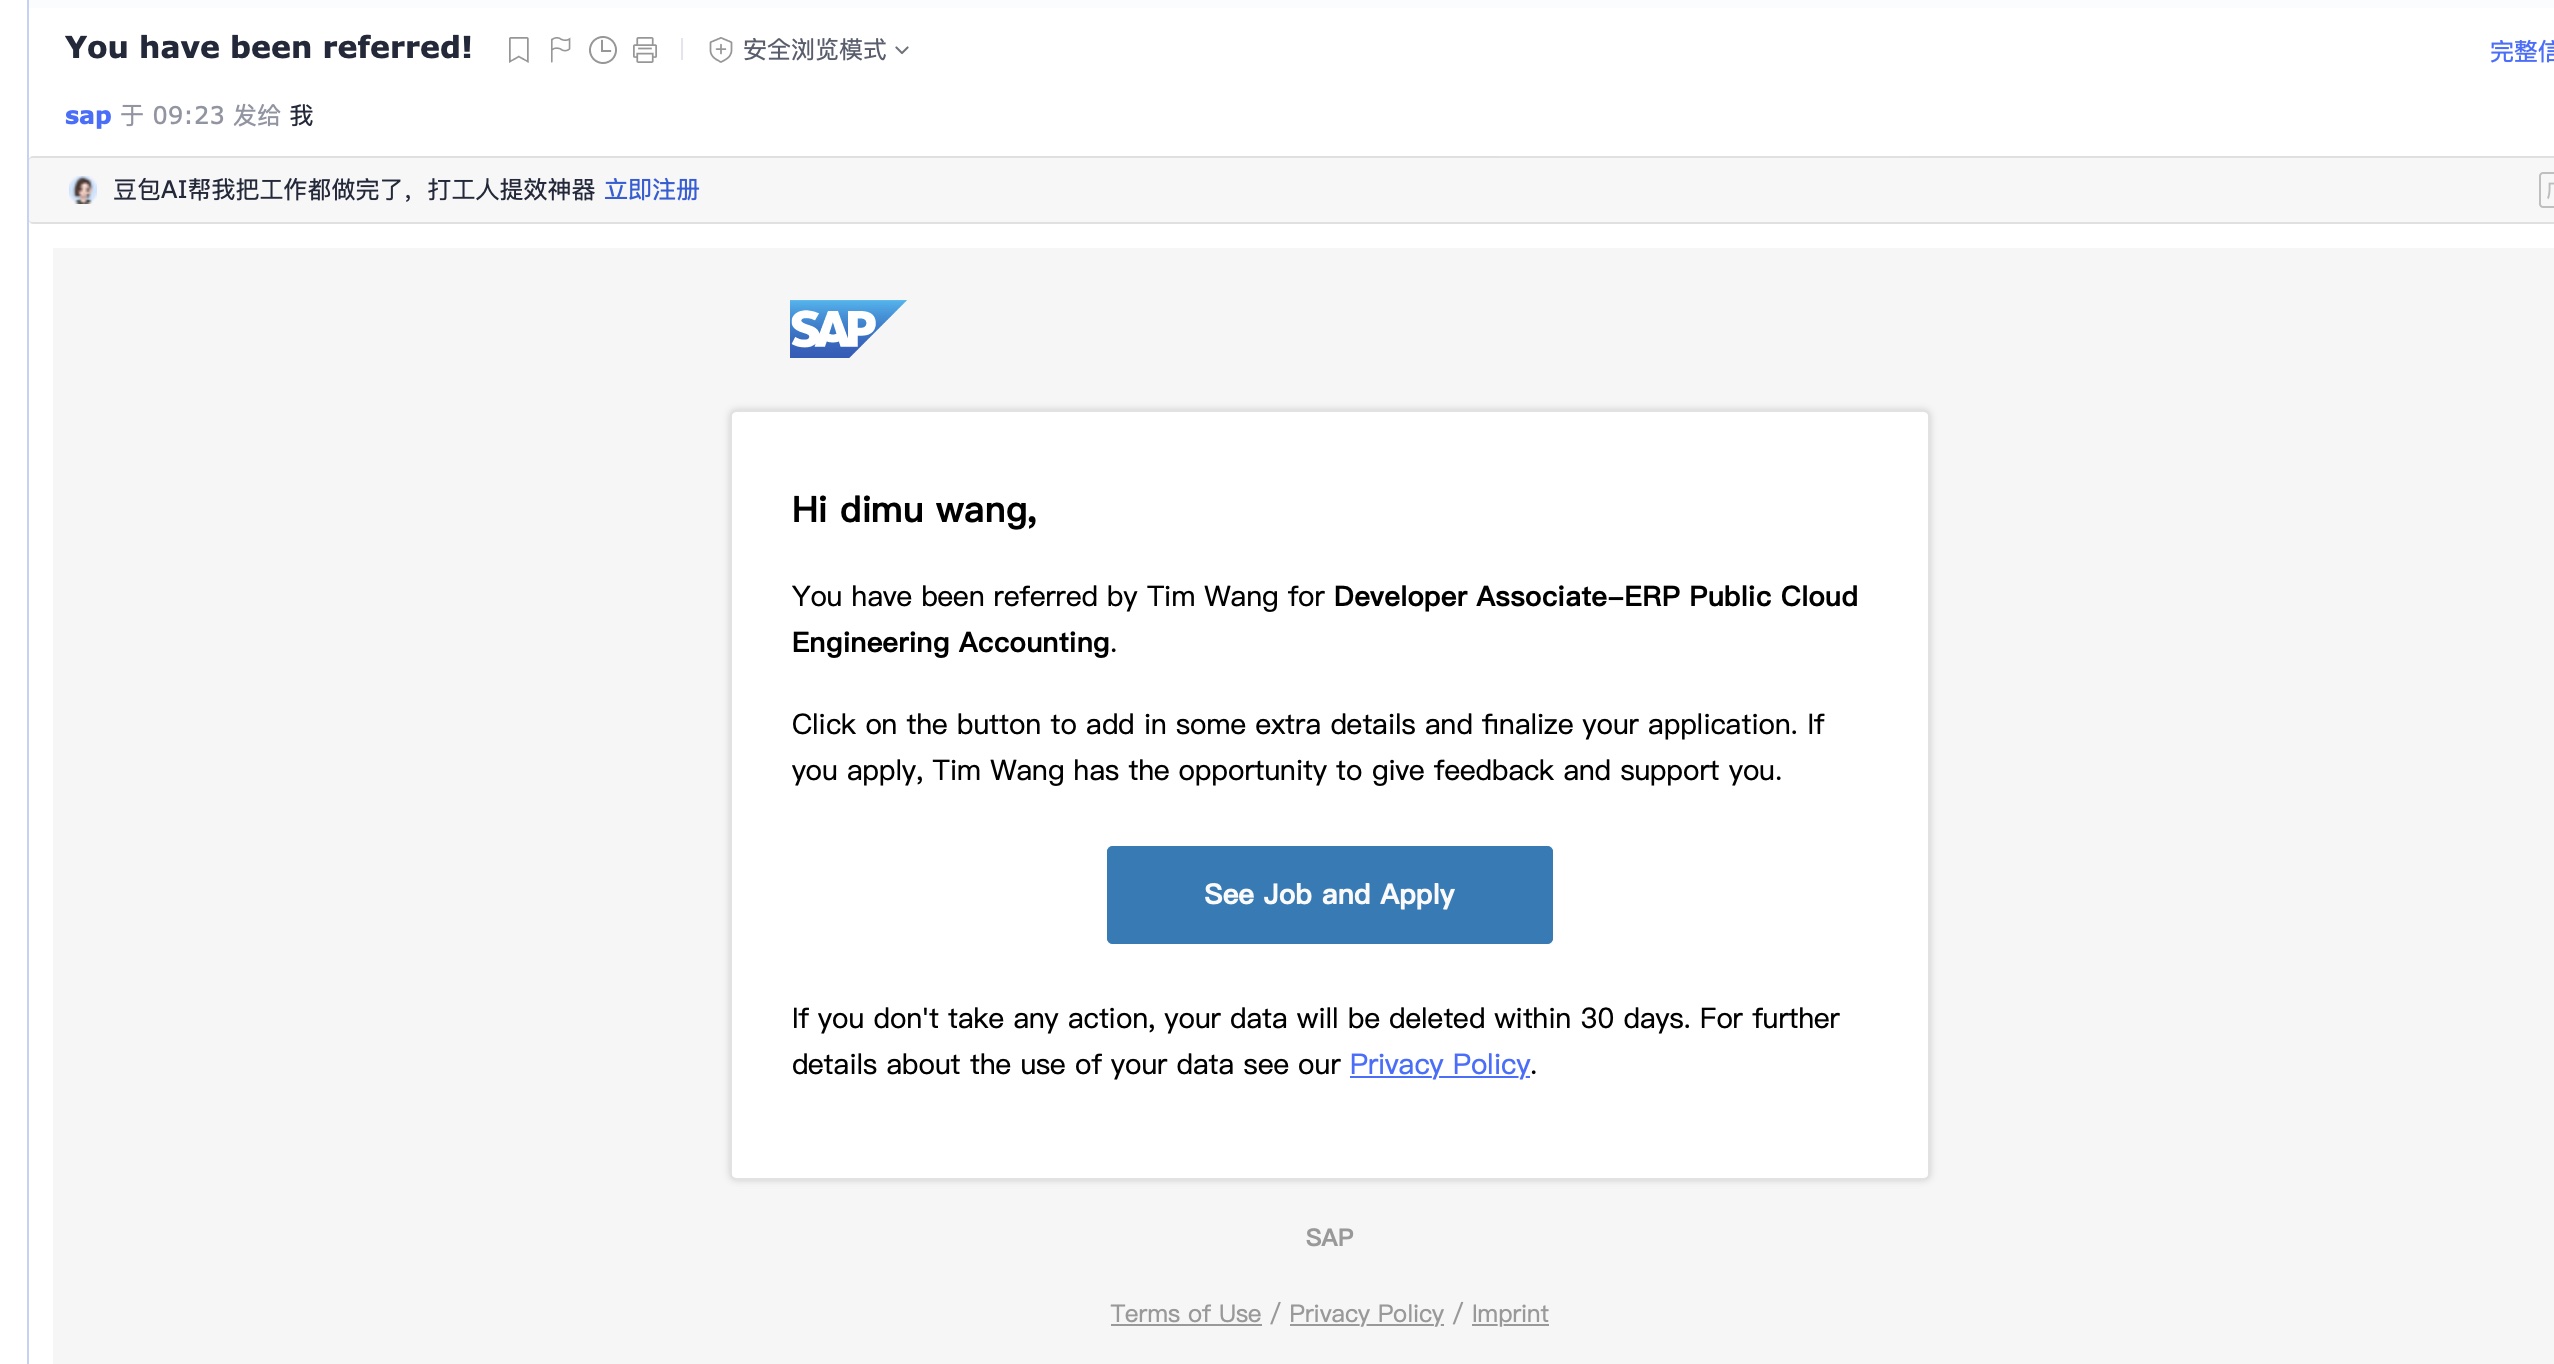 You have been referred!
安全浏览模式
完整信
sap 于 09:23 发给 我
豆包AI帮我把工作都做完了，打工人提效神器 立即注册
SAP
Hi dimu wang,
You have been referred by Tim Wang for Developer Associate-ERP Public Cloud
Engineering Accounting.
Click on the button to add in some extra details and finalize your application. If
you apply, Tim Wang has the opportunity to give feedback and support you.
See Job and Apply
If you don't take any action, your data will be deleted within 30 days. For further
details about the use of your data see our Privacy Policy.
SAP
Terms of Use / Privacy Policy / Imprint